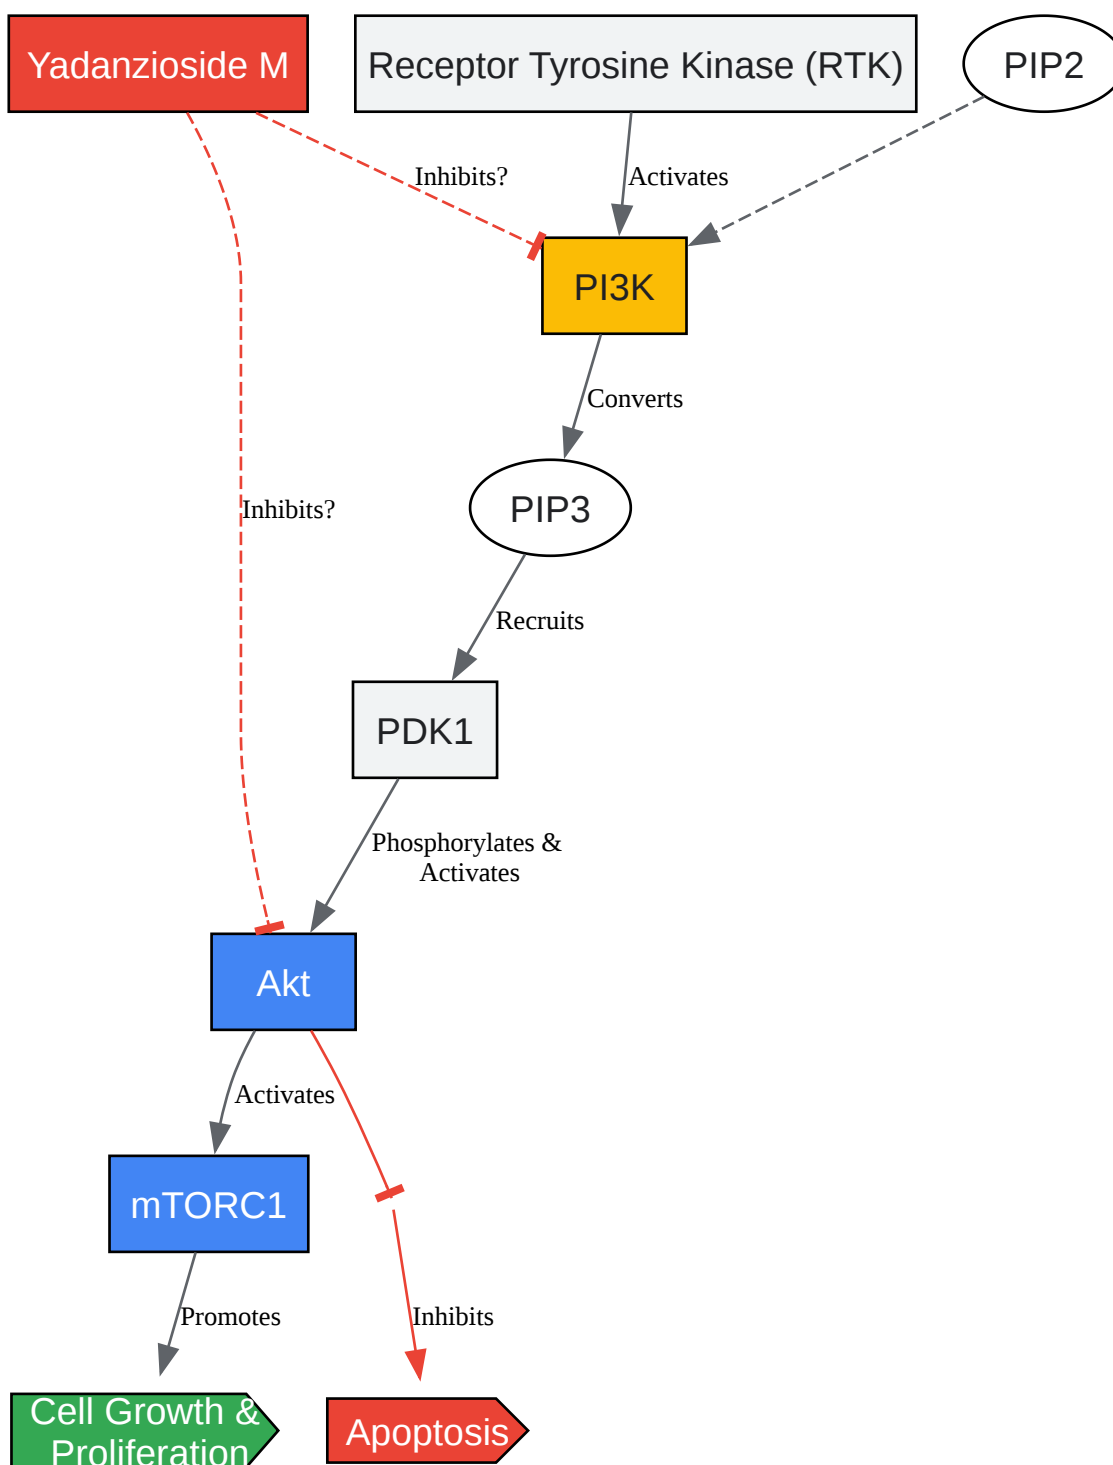 Yadanzioside M
Receptor Tyrosine Kinase (RTK)
PIP2
Inhibits?
Activates
PI3K
Converts
PIP3
Inhibits?
Recruits
PDK1
Phosphorylates &
Activates
Akt
Activates
mTORC1
Promotes
Inhibits
Cell Growth &
Proliferation
Apoptosis